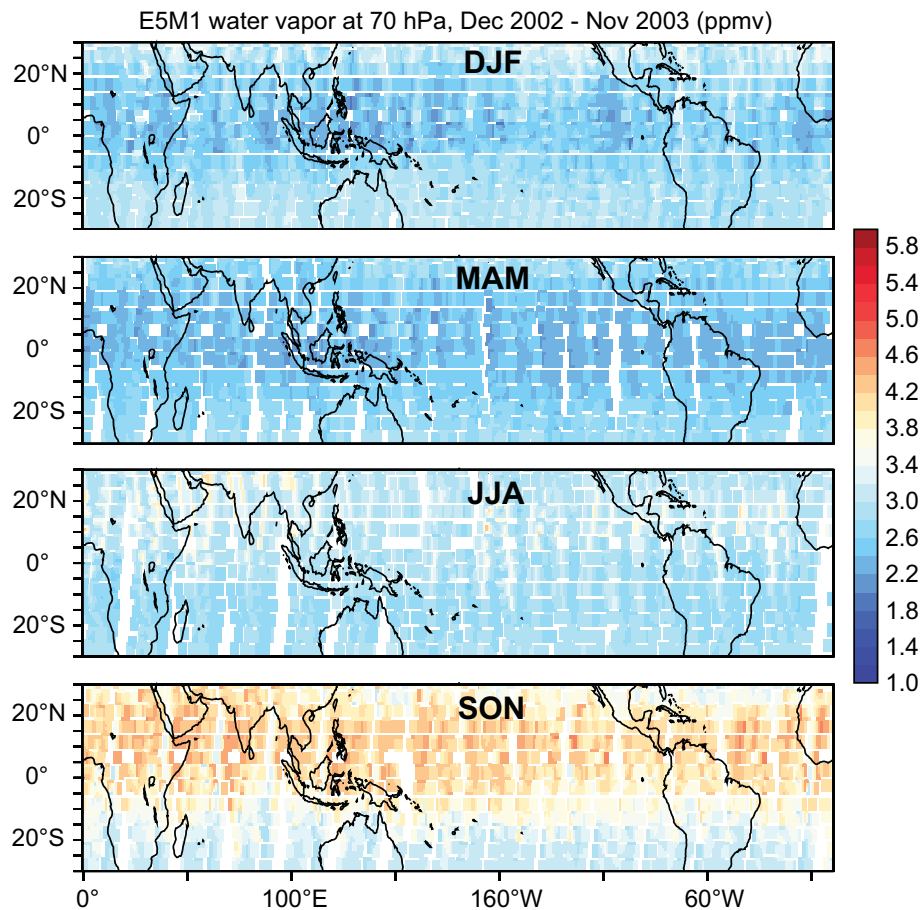 E5M1 water vapor at 70 hPa, Dec 2002 - Nov 2003 (ppmv)
DJF
20°N
0°
20°S
MAM
20°N
0°
20°S
JJA
20°N
0°
20°S
SON
20°N
0°
20°S
0° 100°E 160°W 60°W
5.8
5.4
5.0
4.6
4.2
3.8
3.4
3.0
2.6
2.2
1.8
1.4
1.0